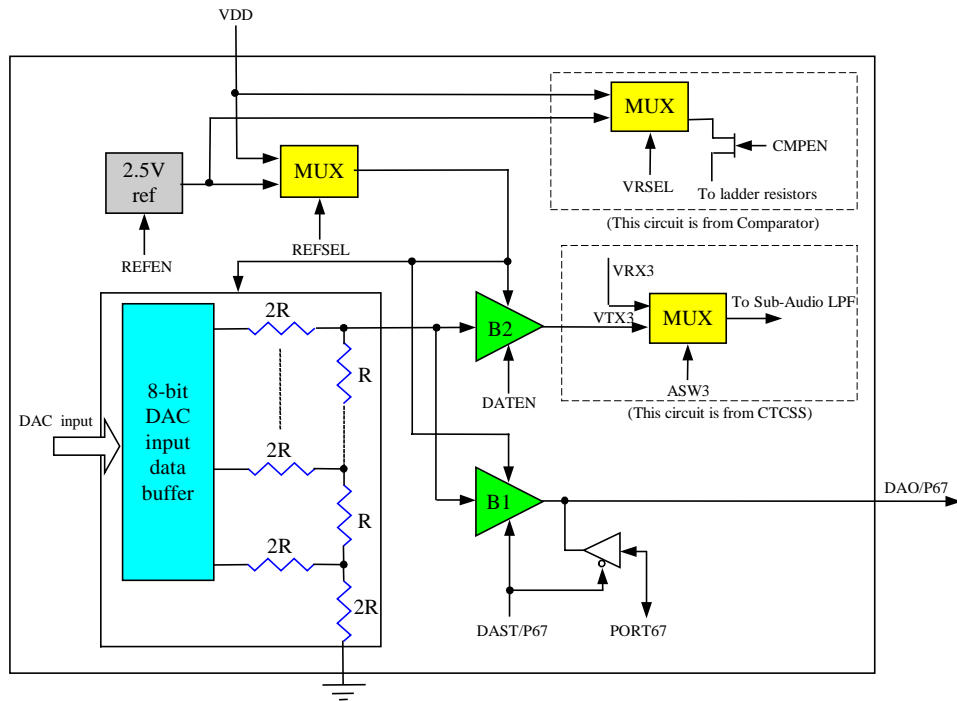 VDD
MUX
CMPEN
VRSEL
To ladder resistors
(This circuit is from Comparator)
2.5V
ref
MUX
REFEN
REFSEL
VRX3
To Sub-Audio LPF
VTX3
MUX
ASW3
(This circuit is from CTCSS)
2R
B2
R
DATEN
DAC input
8-bit
DAC
input
data
buffer
2R
R
B1
DAO/P67
2R
2R
DAST/P67
PORT67